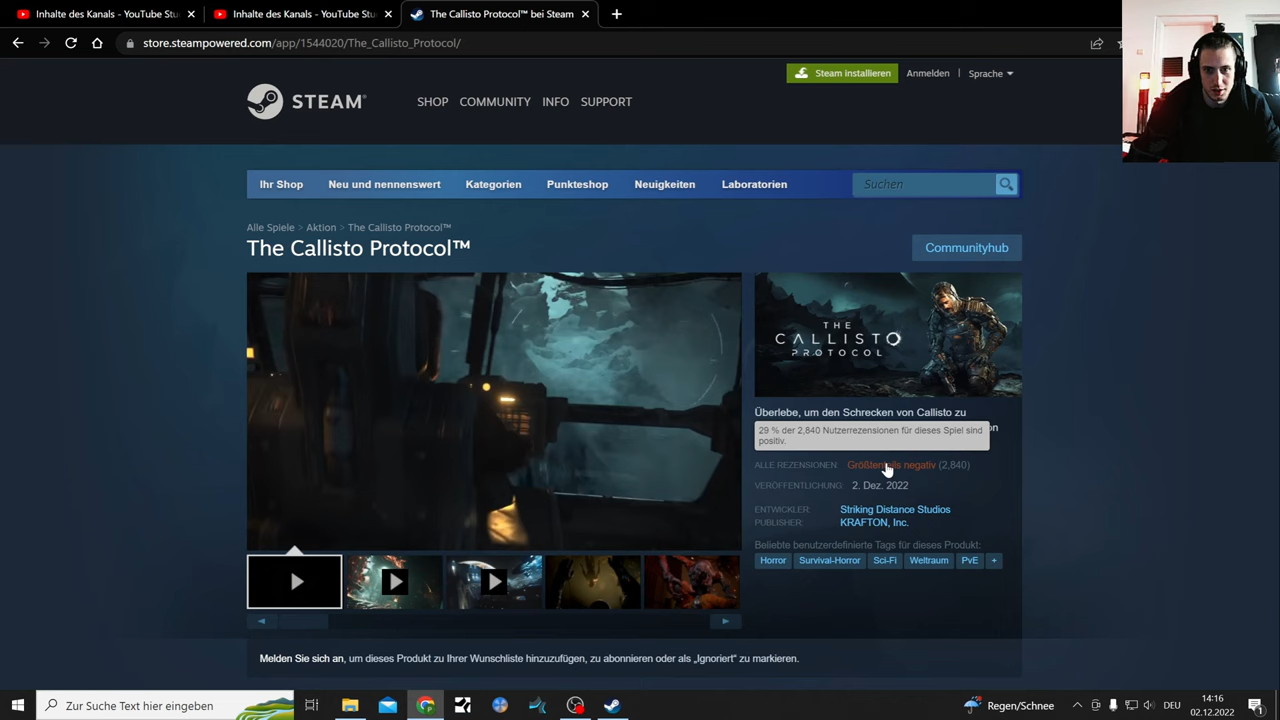 Inhalte des Kanals - YouTube Stu
Inhalte des Kanals - YouTube Stu
The Callisto Protocol™ bei Steam
store.steampowered.com/app/1544020/The_Callisto_Protocol/
Steam installieren
Anmelden
Sprache
STEAM
SHOP
COMMUNITY
INFO
SUPPORT
Ihr Shop
Neu und nennenswert
Kategorien
Punkteshop
Neuigkeiten
Laboratorien
Suchen
Alle Spiele > Aktion > The Callisto Protocol™
The Callisto Protocol™
Communityhub
THE
CALLISTO
PROTOCOL
Überlebe, um den Schrecken von Callisto zu
on
29 % der 2,840 Nutzerrezensionen für dieses Spiel sind
positiv.
ALLE REZENSIONEN: Größtenteils negativ (2,840)
VERÖFFENTLICHUNG: 2. Dez. 2022
ENTWICKLER: Striking Distance Studios
PUBLISHER: KRAFTON, Inc.
Beliebte benutzerdefinierte Tags für dieses Produkt:
Horror Survival-Horror Sci-Fi Weltraum PvE +
Melden Sie sich an, um dieses Produkt zu Ihrer Wunschliste hinzuzufügen, zu abonnieren oder als „Ignoriert" zu markieren.
Zur Suche Text hier eingeben
Regen/Schnee
DEU
14:16
02.12.2022